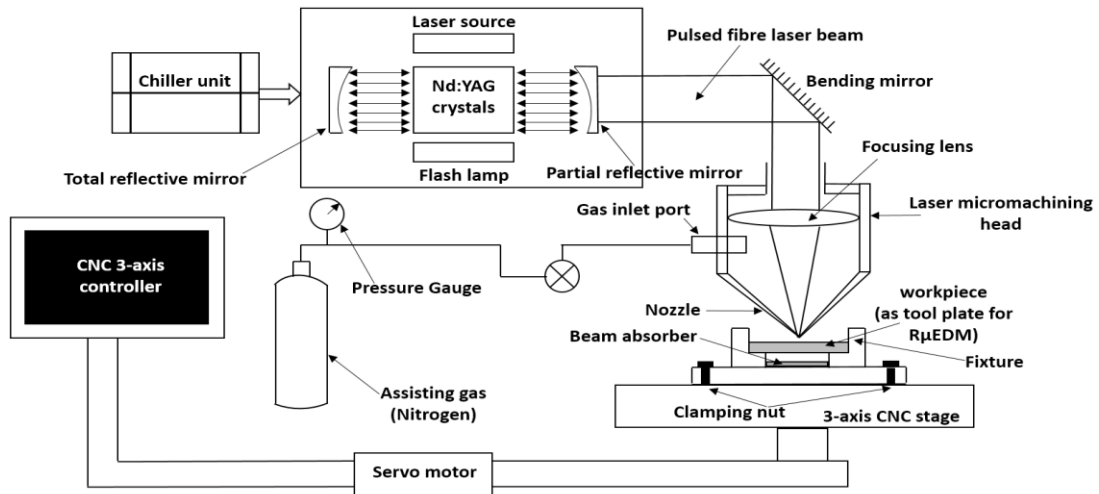 Laser source
Pulsed fibre laser beam
Chiller unit
Nd:YAG
crystals
Bending mirror
Focusing lens
Total reflective mirror
Flash lamp
Partial reflective mirror
Gas inlet port
Laser micromachining
head
CNC 3-axis
controller
Pressure Gauge
Nozzle
workpiece
(as tool plate for
RμEDM)
Beam absorber
Fixture
Assisting gas
(Nitrogen)
Clamping nut
3-axis CNC stage
Servo motor